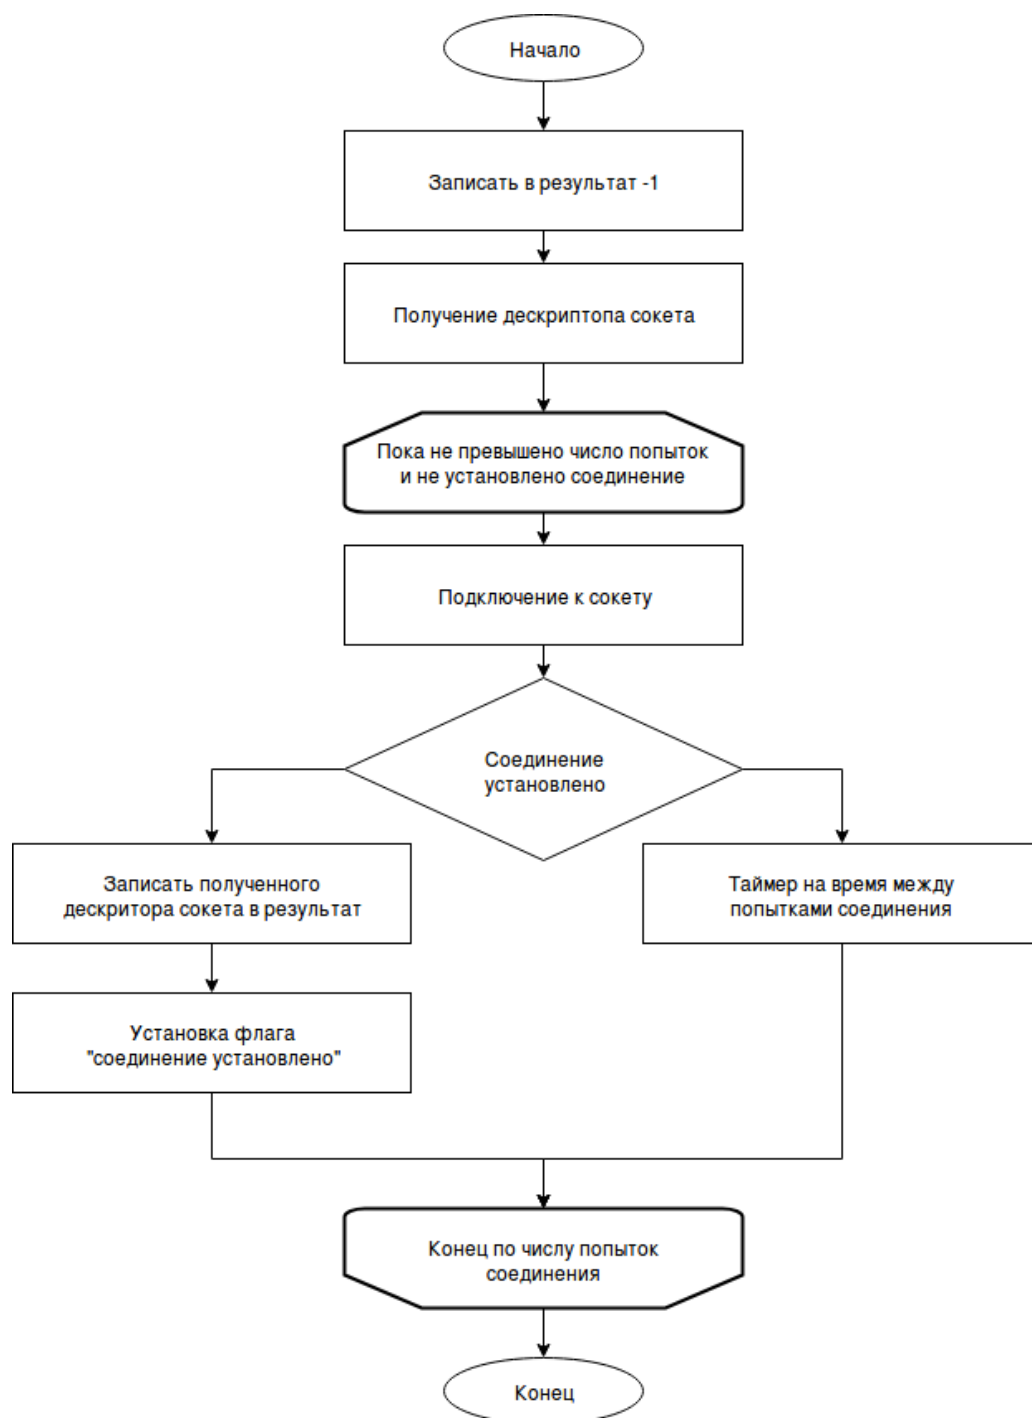 Начало
Записать в результат -1
Получение дескриптопа сокета
Пока не превышено число попыток
и не установлено соединение
Подключение к сокету
Соединение
установлено
Записать полученного
дескритора сокета в результат
Таймер на время между
попытками соединения
Установка флага
"соединение установлено"
Конец по числу попыток
соединения
Конец